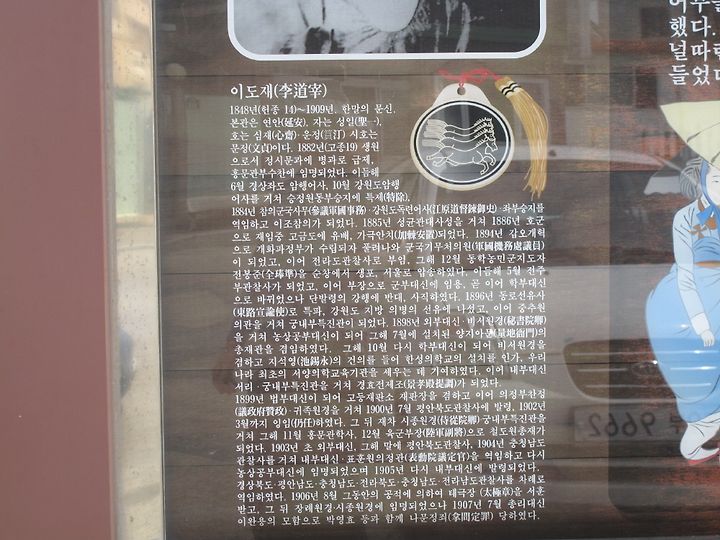 이도재(李道宰)
1848년(헌종 14)~1909년. 한말의 문신.
본관은 연안(延安). 자는 성일(聖一),
호는 심재(心齋)·운정(篔汀) 시호는
문정(文貞)이다. 1882년(고종19) 생원
으로서 정시문과에 병과로 급제,
홍문관부수찬에 임명되었다. 이듬해
6월 경상좌도 암행어사, 10월 강원도암행
어사를 거쳐 승정원동부승지에 특제(特除),
1884년 참의군국사무(參議軍國事務)·강원도독련어사(江原道督鍊御史)·좌부승지를
역임하고 이조참의가 되었다. 1885년 성균관대사성을 거쳐 1886년 호군
으로 재임중 고금도에 유배, 가극안치(加棘安置)되었다. 1894년 갑오개혁
으로 개화파정부가 수립되자 풀려나와 군국기무처의원(軍國機務處議員)
이 되었고, 이어 전라도관찰사로 부임, 그해 12월 동학농민군지도자
전봉준(全琫準)을 순창에서 생포, 서울로 압송하였다. 이듬해 5월 전주
부관찰사가 되었고, 이어 부장으로 군부대신에 임용, 곧 이어 학부대신
으로 바뀌었으나 단발령의 강행에 반대, 사직하였다. 1896년 동로선유사
(東路宣諭使)로 특파, 강원도 지방 의병의 선유에 나섰고, 이어 중추원
의관을 거쳐 궁내부특진관이 되었다. 1898년 외부대신·비서원경(秘書院卿)
을 거쳐 농상공부대신이 되어 그해 7월에 설치된 양지아문(量地衙門)의
총재관을 겸임하였다. 그해 10월 다시 학부대신이 되어 비서원경을
겸하고 지석영(池錫永)의 건의를 들어 한성의학교의 설치를 인가, 우리
나라 최초의 서양의학교육기관을 세우는 데 기여하였다. 이어 내부대신
서리·궁내부특진관을 거쳐 경효전제조(景孝殿提調)가 되었다.
1899년 법부대신이 되어 고등재판소 재판장을 겸하고 이어 의정부찬정
(議政府贊政)·귀족원경을 거쳐 1900년 7월 평안북도관찰사에 발령, 1902년
3월까지 잉임(仍任)하였다. 그 뒤 재차 시종원경(侍從院卿) 궁내부특진관을
거쳐 그해 11월 홍문관학사, 12월 육군부장(陸軍副將)으로 철도원총재가
되었다. 1903년 초 외부대신, 그해 말에 평안북도관찰사, 1904년 충청남도
관찰사를 거쳐 내부대신·표훈원의정관(表勳院議定官)을 역임하고 다시
농상공부대신에 임명되었으며 1905년 다시 내부대신에 발령되었다.
경상북도·평안남도·충청남도·전라북도·충청남도·전라남도관찰사를 차례로
역임하였다. 1906년 8월 그동안의 공적에 의하여 태극장 (太極章)을 서훈
받고, 그 뒤 장례원경·시종원경에 임명되었으나 1907년 7월 총리대신
이완용의 모함으로 박영효 등과 함께 나문정죄(拿問定罪) 당하였다.
했다.
널따란
들었다
9662